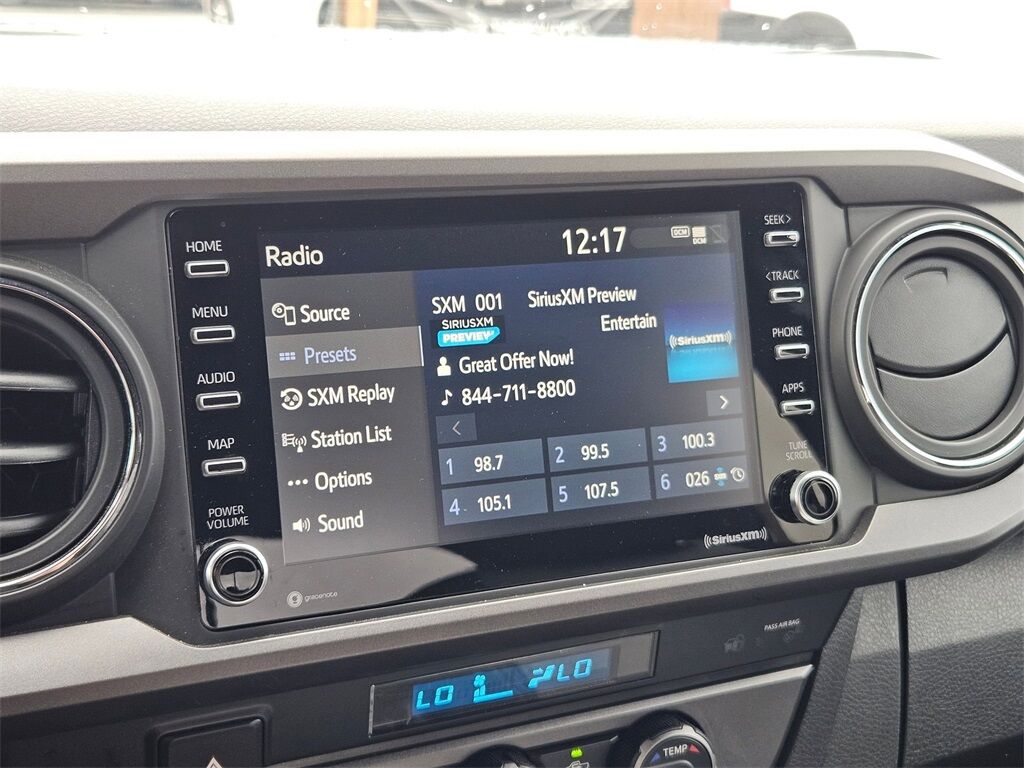 HOME
MENU
AUDIO
MAP
POWER
VOLUME
Radio
12:17
DCM
DCM
Source
Presets
SXM Replay
Station List
Options
Sound
SXM 001 SiriusXM Preview
SIRIUSXM
PREVIEW
Entertain
Great Offer Now!
844-711-8800
((SiriusXM))
<
>
1 98.7
2 99.5
3 100.3
4 105.1
5 107.5
6 026
SEEK>
<TRACK
PHONE
APPS
TUNE
SCROLL
((SiriusXM))
gracenote
PASS AIR BAG
LO
LO
TEMP